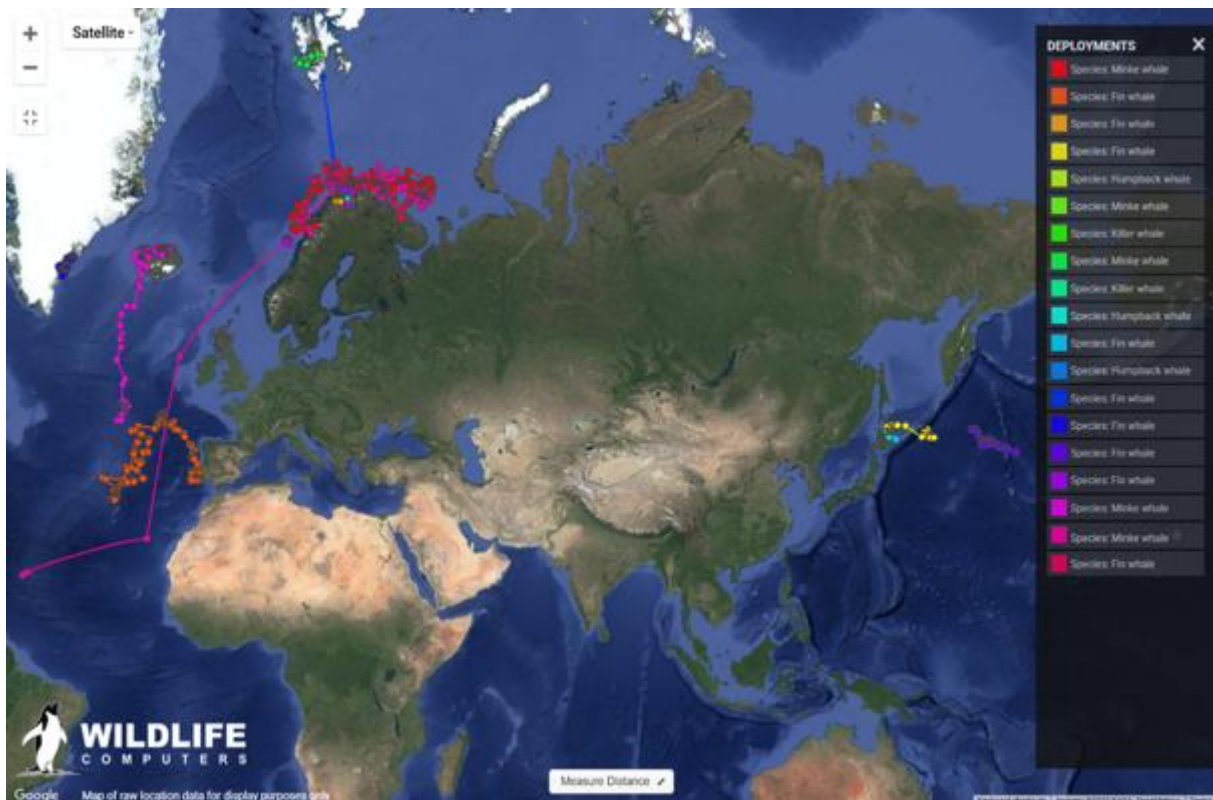 +
Satellite
−
DEPLOYMENTS ×
Species: Minke whale
Species: Fin whale
Species: Fin whale
Species: Fin whale
Species: Humpback whale
Species: Minke whale
Species: Killer whale
Species: Minke whale
Species: Killer whale
Species: Humpback whale
Species: Fin whale
Species: Humpback whale
Species: Fin whale
Species: Fin whale
Species: Fin whale
Species: Fin whale
Species: Minke whale
Species: Minke whale
Species: Fin whale
WILDLIFE
COMPUTERS
Measure Distance
Google Map of raw location data for display purposes only